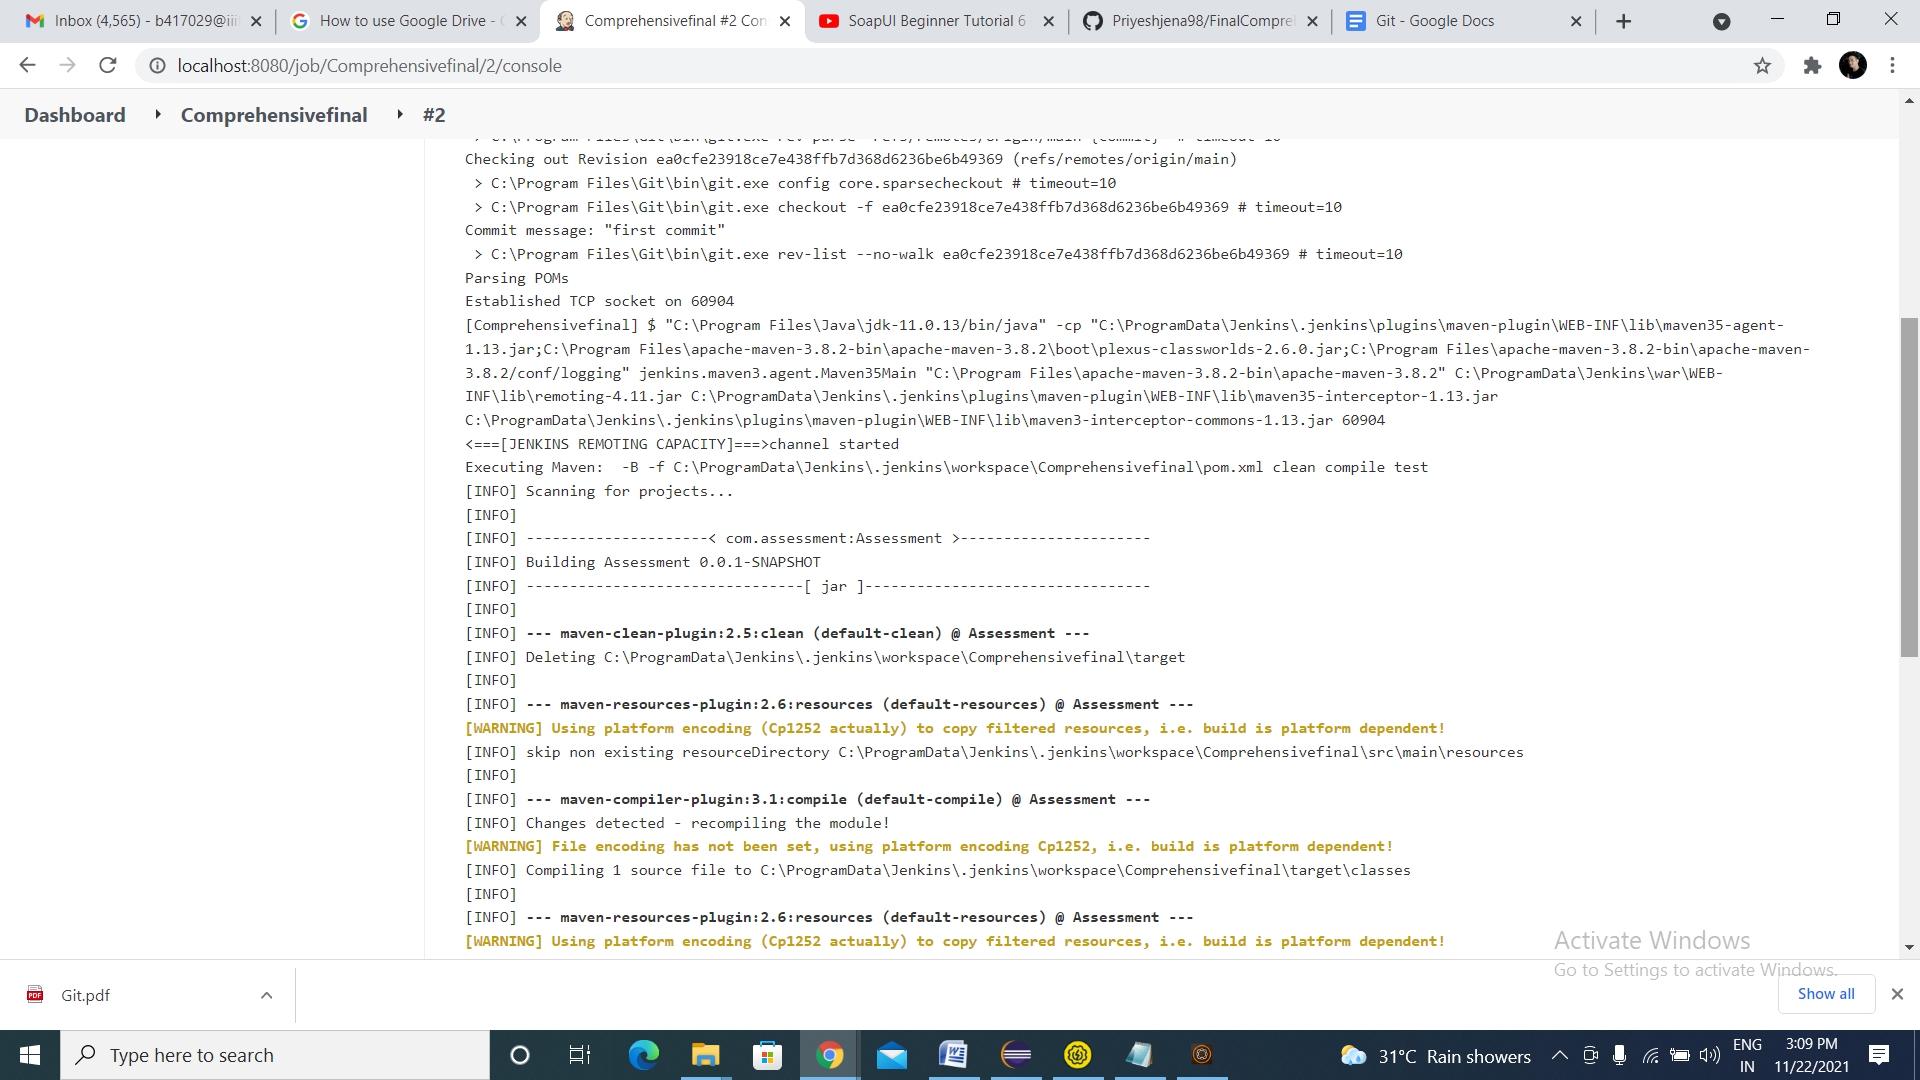 Inbox (4,565) - b417029@iii
How to use Google Drive -
Comprehensivefinal #2 Con
SoapUI Beginner Tutorial 6
Priyeshjena98/FinalCompre
Git - Google Docs
localhost:8080/job/Comprehensivefinal/2/console
Dashboard
Comprehensivefinal
#2
Checking out Revision ea0cfe23918ce7e438ffb7d368d6236be6b49369 (refs/remotes/origin/main)
> C:\Program Files\Git\bin\git.exe config core.sparsecheckout # timeout=10
> C:\Program Files\Git\bin\git.exe checkout -f ea0cfe23918ce7e438ffb7d368d6236be6b49369 # timeout=10
Commit message: "first commit"
> C:\Program Files\Git\bin\git.exe rev-list --no-walk ea0cfe23918ce7e438ffb7d368d6236be6b49369 # timeout=10
Parsing POMs
Established TCP socket on 60904
[Comprehensivefinal] $ "C:\Program Files\Java\jdk-11.0.13/bin/java" -cp "C:\ProgramData\Jenkins\.jenkins\plugins\maven-plugin\WEB-INF\lib\maven35-agent-
1.13.jar;C:\Program Files\apache-maven-3.8.2-bin\apache-maven-3.8.2\boot\plexus-classworlds-2.6.0.jar;C:\Program Files\apache-maven-3.8.2-bin\apache-maven-
3.8.2/conf/logging" jenkins.maven3.agent.Maven35Main "C:\Program Files\apache-maven-3.8.2-bin\apache-maven-3.8.2" C:\ProgramData\Jenkins\war\WEB-
INF\lib\remoting-4.11.jar C:\ProgramData\Jenkins\.jenkins\plugins\maven-plugin\WEB-INF\lib\maven35-interceptor-1.13.jar
C:\ProgramData\Jenkins\.jenkins\plugins\maven-plugin\WEB-INF\lib\maven3-interceptor-commons-1.13.jar 60904
<===[JENKINS REMOTING CAPACITY]===>channel started
Executing Maven:  -B -f C:\ProgramData\Jenkins\.jenkins\workspace\Comprehensivefinal\pom.xml clean compile test
[INFO] Scanning for projects...
[INFO]
[INFO] ---------------------< com.assessment:Assessment >----------------------
[INFO] Building Assessment 0.0.1-SNAPSHOT
[INFO] --------------------------------[ jar ]---------------------------------
[INFO]
[INFO] --- maven-clean-plugin:2.5:clean (default-clean) @ Assessment ---
[INFO] Deleting C:\ProgramData\Jenkins\.jenkins\workspace\Comprehensivefinal\target
[INFO]
[INFO] --- maven-resources-plugin:2.6:resources (default-resources) @ Assessment ---
[WARNING] Using platform encoding (Cp1252 actually) to copy filtered resources, i.e. build is platform dependent!
[INFO] skip non existing resourceDirectory C:\ProgramData\Jenkins\.jenkins\workspace\Comprehensivefinal\src\main\resources
[INFO]
[INFO] --- maven-compiler-plugin:3.1:compile (default-compile) @ Assessment ---
[INFO] Changes detected - recompiling the module!
[WARNING] File encoding has not been set, using platform encoding Cp1252, i.e. build is platform dependent!
[INFO] Compiling 1 source file to C:\ProgramData\Jenkins\.jenkins\workspace\Comprehensivefinal\target\classes
[INFO]
[INFO] --- maven-resources-plugin:2.6:resources (default-resources) @ Assessment ---
[WARNING] Using platform encoding (Cp1252 actually) to copy filtered resources, i.e. build is platform dependent!
Activate Windows
Go to Settings to activate Windows.
Git.pdf
Show all
Type here to search
31°C Rain showers
ENG
IN
3:09 PM
11/22/2021